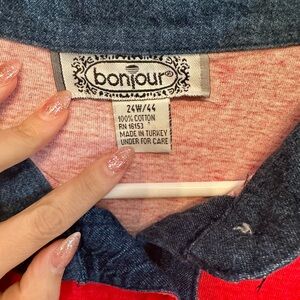 bonjour®
24W/44
100% COTTON
RN 16153
MADE IN TURKEY
UNDER FOR CARE